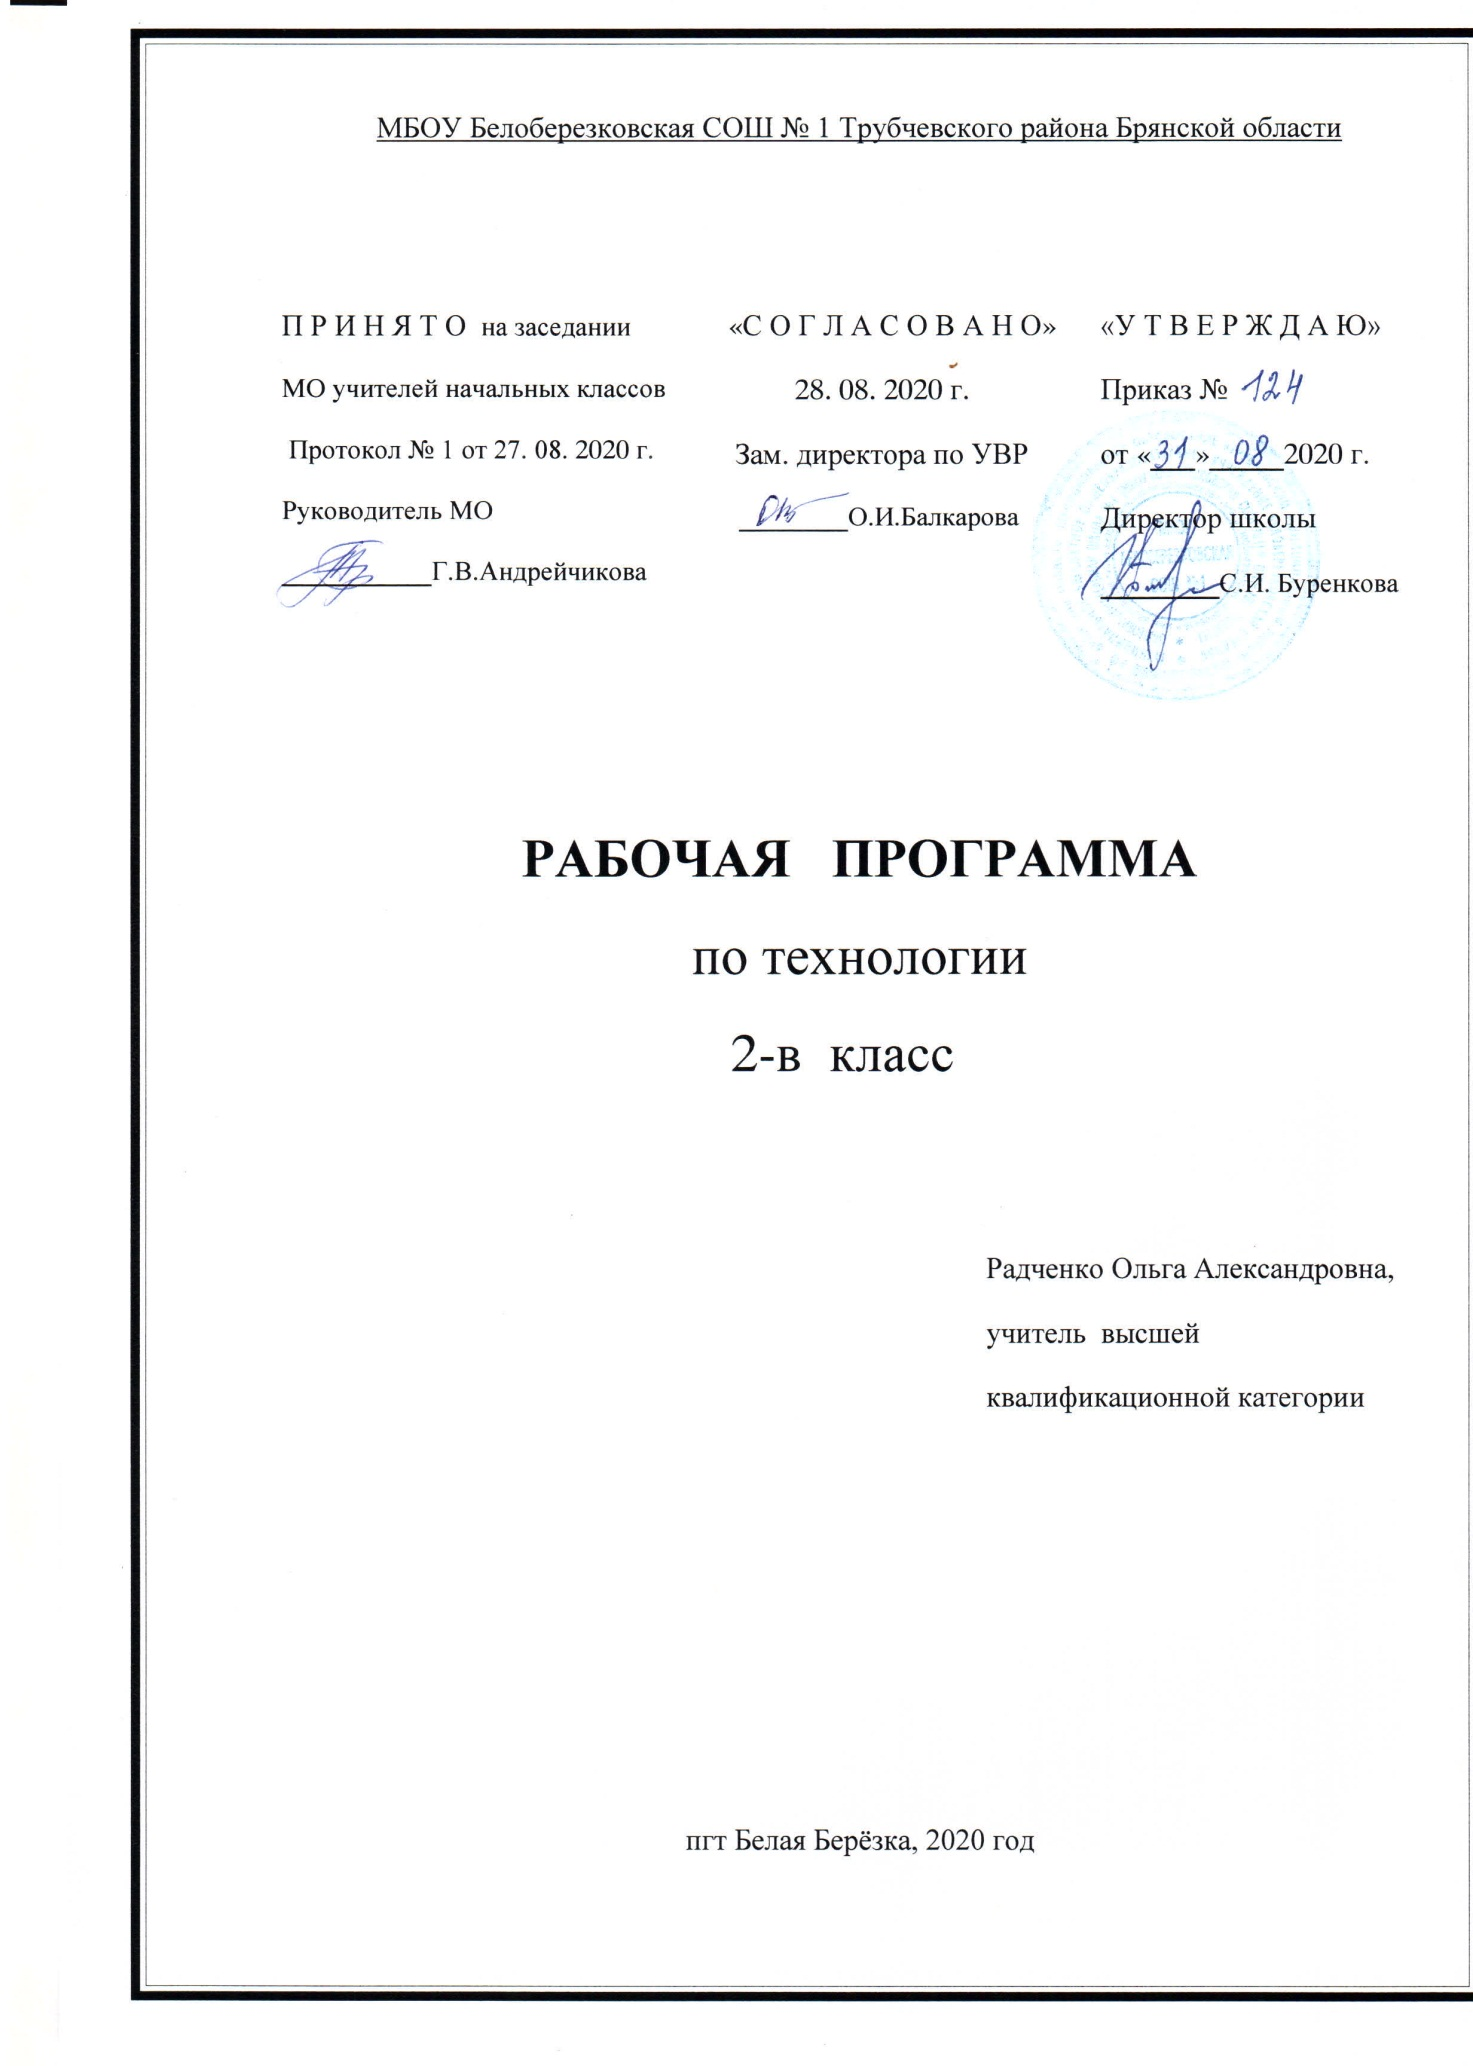 МБОУ Белоберезковская СОШ № 1 Трубчевского района Брянской области
П Р И Н Я Т О на заседании
МО учителей начальных классов
Протокол № 1 от 27. 08. 2020 г.
Руководитель МО
____________Г.В.Андрейчикова
«С О Г Л А С О В А Н О»
28. 08. 2020 г.
Зам. директора по УВР
________О.И.Балкарова
«У Т В Е Р Ж Д А Ю»
Приказ № 124
от «31» 08 2020 г.
Директор школы
________С.И. Буренкова
РАБОЧАЯ ПРОГРАММА
по технологии
2-в класс
Радченко Ольга Александровна,
учитель высшей
квалификационной категории
пгт Белая Берёзка, 2020 год